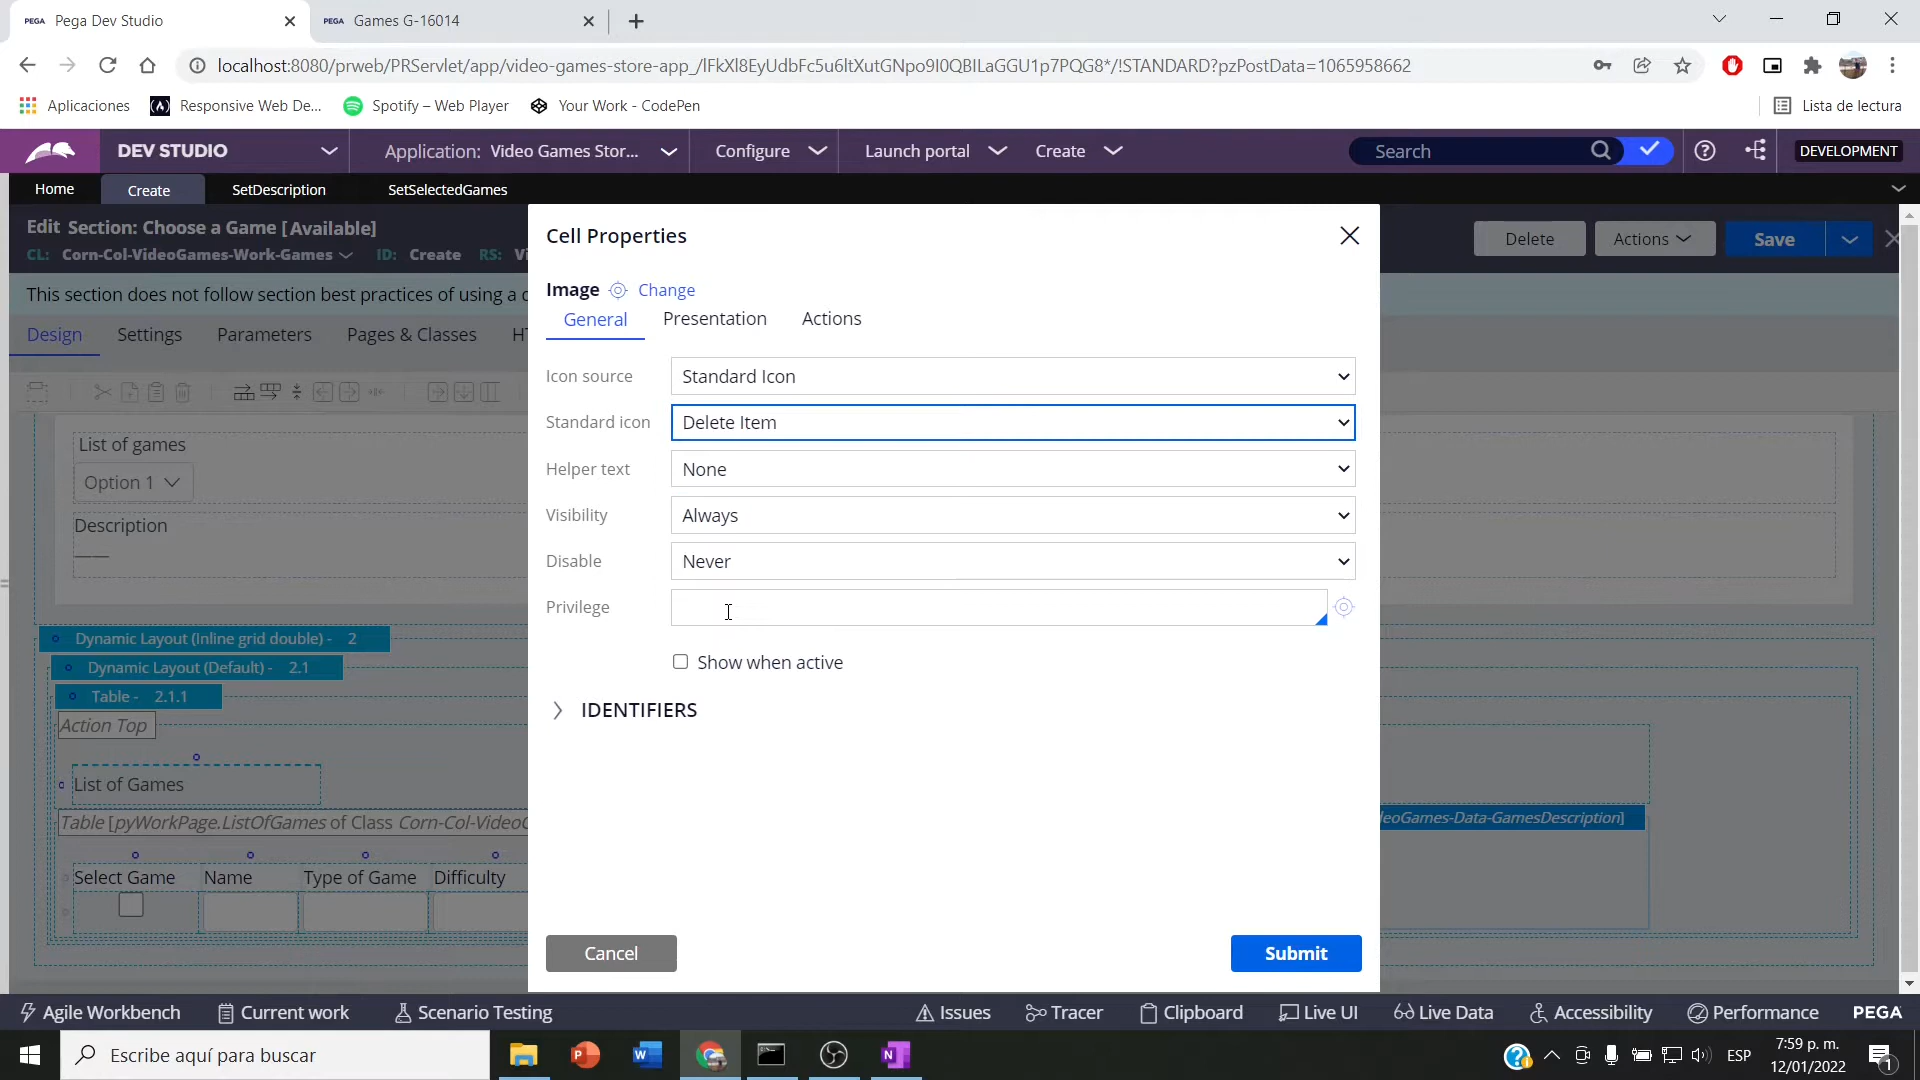 PEGA Pega Dev Studio
PEGA Games G-16014
localhost:8080/prweb/PRServlet/app/video-games-store-app_/lFkXl8EyUdbFc5u6ltXutGNpo9I0QBILaGGU1p7PQG8*/!STANDARD?pzPostData=1065958662
Aplicaciones
Responsive Web De...
Spotify – Web Player
Your Work - CodePen
Lista de lectura
DEV STUDIO
Application: Video Games Stor...
Configure
Launch portal
Create
Search
DEVELOPMENT
Home
Create
SetDescription
SetSelectedGames
Edit Section: Choose a Game [Available]
CL: Corn-Col-VideoGames-Work-Games ID: Create RS: Vi
Delete
Actions
Save
This section does not follow section best practices of using a
Design
Settings
Parameters
Pages & Classes
List of games
Option 1
Description
——
Dynamic Layout (Inline grid double) - 2
Dynamic Layout (Default) - 2.1
Table - 2.1.1
Action Top
List of Games
Table [pyWorkPage.ListOfGames of Class Corn-Col-Video
eoGames-Data-GamesDescription]
Select Game
Name
Type of Game
Difficulty
Cell Properties
Image Change
General
Presentation
Actions
Icon source Standard Icon
Standard icon Delete Item
Helper text None
Visibility Always
Disable Never
Privilege
Show when active
IDENTIFIERS
Cancel
Submit
Agile Workbench
Current work
Scenario Testing
Issues
Tracer
Clipboard
Live UI
Live Data
Accessibility
Performance
PEGA
Escribe aquí para buscar
ESP
7:59 p. m.
12/01/2022
1